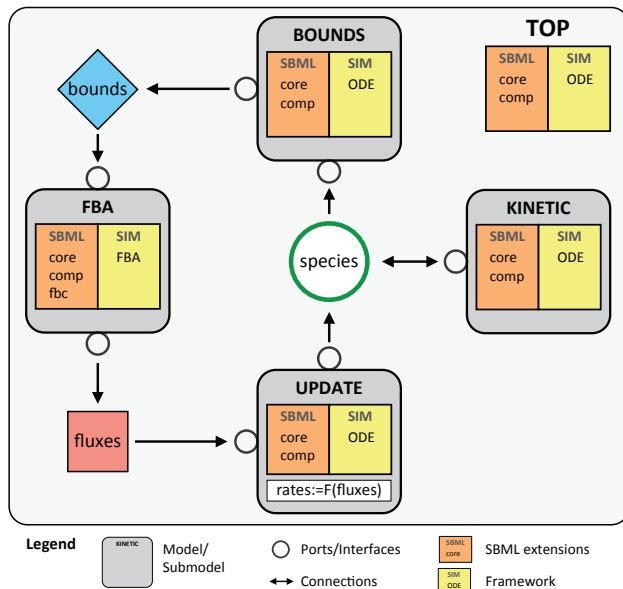 BOUNDS
SBML SIM
core ODE
comp
TOP
SBML SIM
core ODE
comp
bounds
FBA
SBML SIM
core FBA
comp
fbc
species
KINETIC
SBML SIM
core ODE
comp
fluxes
UPDATE
SBML SIM
core ODE
comp
rates:=F(fluxes)
Legend
KINETIC
Model/
Submodel
Ports/Interfaces
Connections
SBML
core
SBML extensions
SIM
ODE
Framework